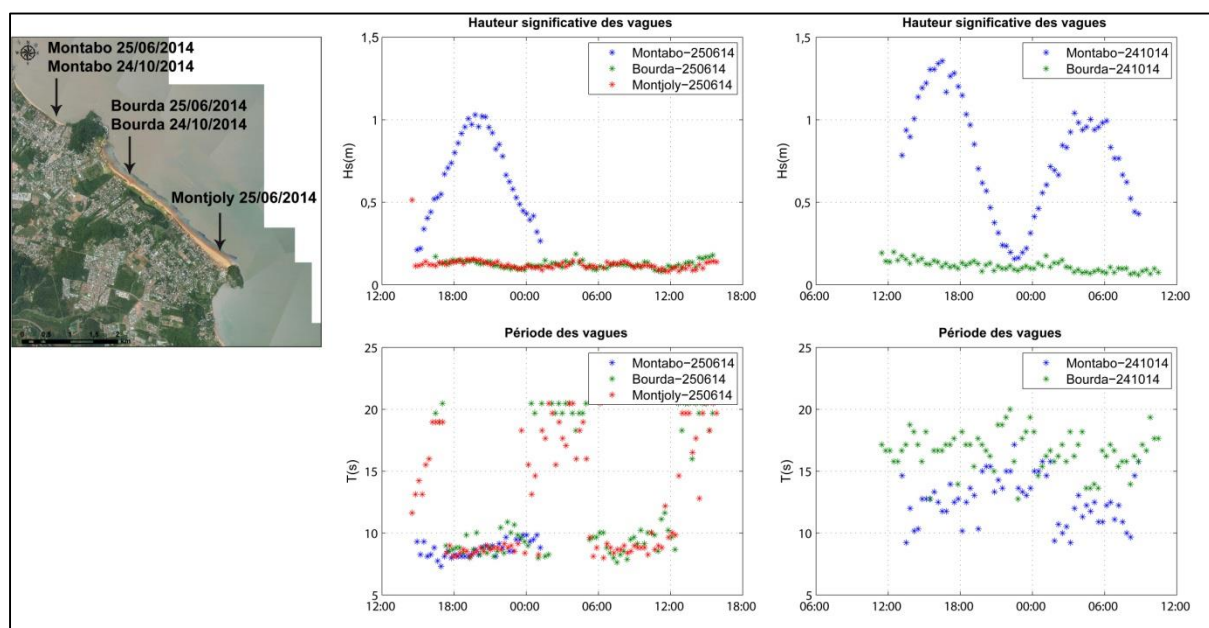 Montabo 25/06/2014
Montabo 24/10/2014
Bourda 25/06/2014
Bourda 24/10/2014
Montjoly 25/06/2014
Hauteur significative des vagues
Montabo−250614
Bourda−250614
Montjoly−250614
1,5
1
0,5
0
Hs(m)
12:00 18:00 00:00 06:00 12:00 18:00
Hauteur significative des vagues
Montabo−241014
Bourda−241014
1,5
1
0,5
0
Hs(m)
06:00 12:00 18:00 00:00 06:00 12:00
Période des vagues
Montabo−250614
Bourda−250614
Montjoly−250614
25
20
15
10
5
T(s)
12:00 18:00 00:00 06:00 12:00 18:00
Période des vagues
Montabo−241014
Bourda−241014
25
20
15
10
5
T(s)
06:00 12:00 18:00 00:00 06:00 12:00